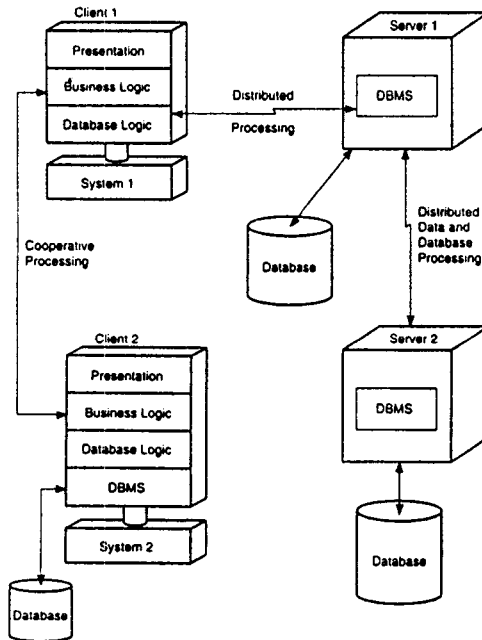 Client 1
Presentation
Business Logic
Database Logic
System 1
Distributed
Processing
Server 1
DBMS
Database
Distributed
Data and
Database
Processing
Cooperative
Processing
Client 2
Presentation
Business Logic
Database Logic
DBMS
System 2
Database
Server 2
DBMS
Database